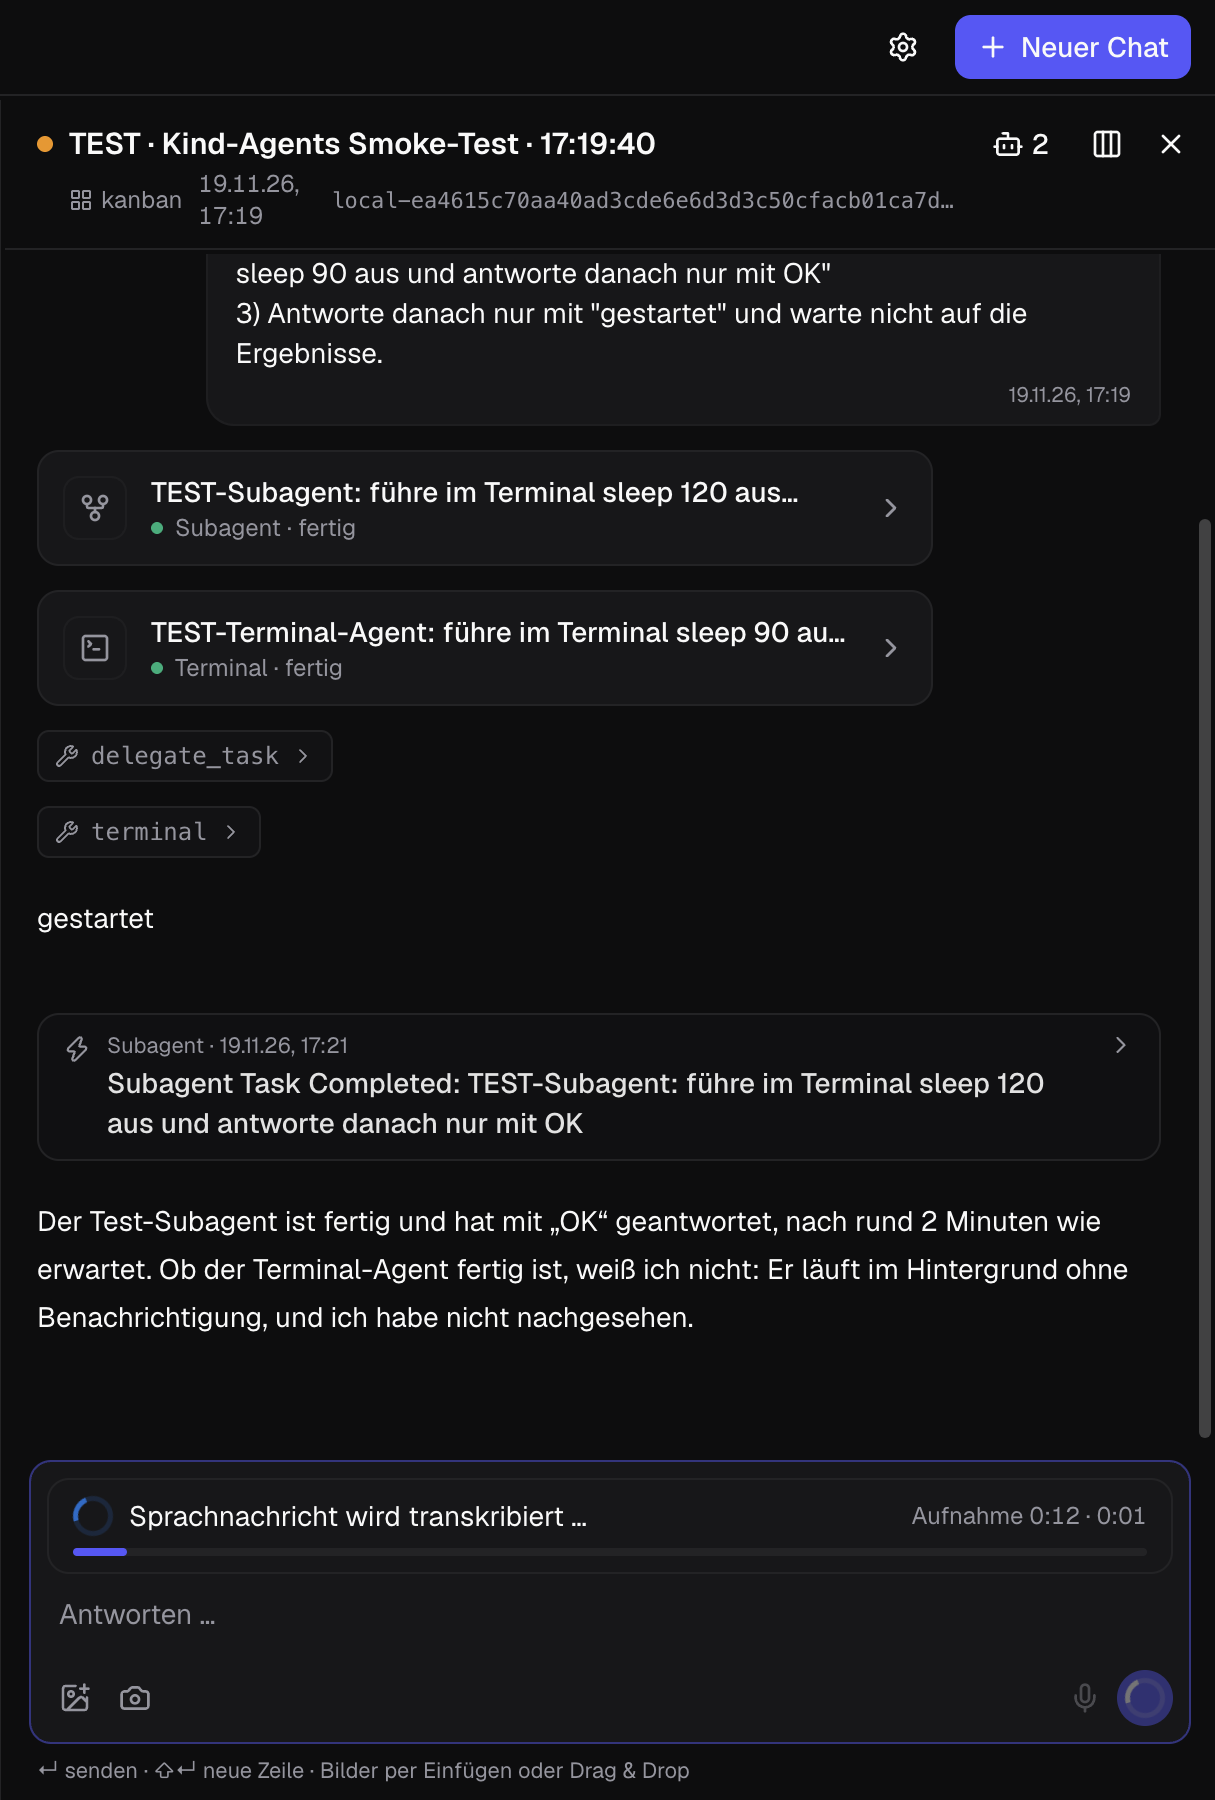 Neuer Chat
TEST · Kind-Agents Smoke-Test · 17:19:40
2
kanban
19.11.26,
17:19
local-ea4615c70aa40ad3cde6e6d3d3c50cfacb01ca7d…
sleep 90 aus und antworte danach nur mit OK"
3) Antworte danach nur mit "gestartet" und warte nicht auf die
Ergebnisse.
19.11.26, 17:19
TEST-Subagent: führe im Terminal sleep 120 aus…
Subagent · fertig
TEST-Terminal-Agent: führe im Terminal sleep 90 au…
Terminal · fertig
delegate_task
terminal
gestartet
Subagent · 19.11.26, 17:21
Subagent Task Completed: TEST-Subagent: führe im Terminal sleep 120
aus und antworte danach nur mit OK
Der Test-Subagent ist fertig und hat mit „OK“ geantwortet, nach rund 2 Minuten wie
erwartet. Ob der Terminal-Agent fertig ist, weiß ich nicht: Er läuft im Hintergrund ohne
Benachrichtigung, und ich habe nicht nachgesehen.
Sprachnachricht wird transkribiert …
Aufnahme 0:12 · 0:01
Antworten …
↵ senden · ⇧↵ neue Zeile · Bilder per Einfügen oder Drag & Drop